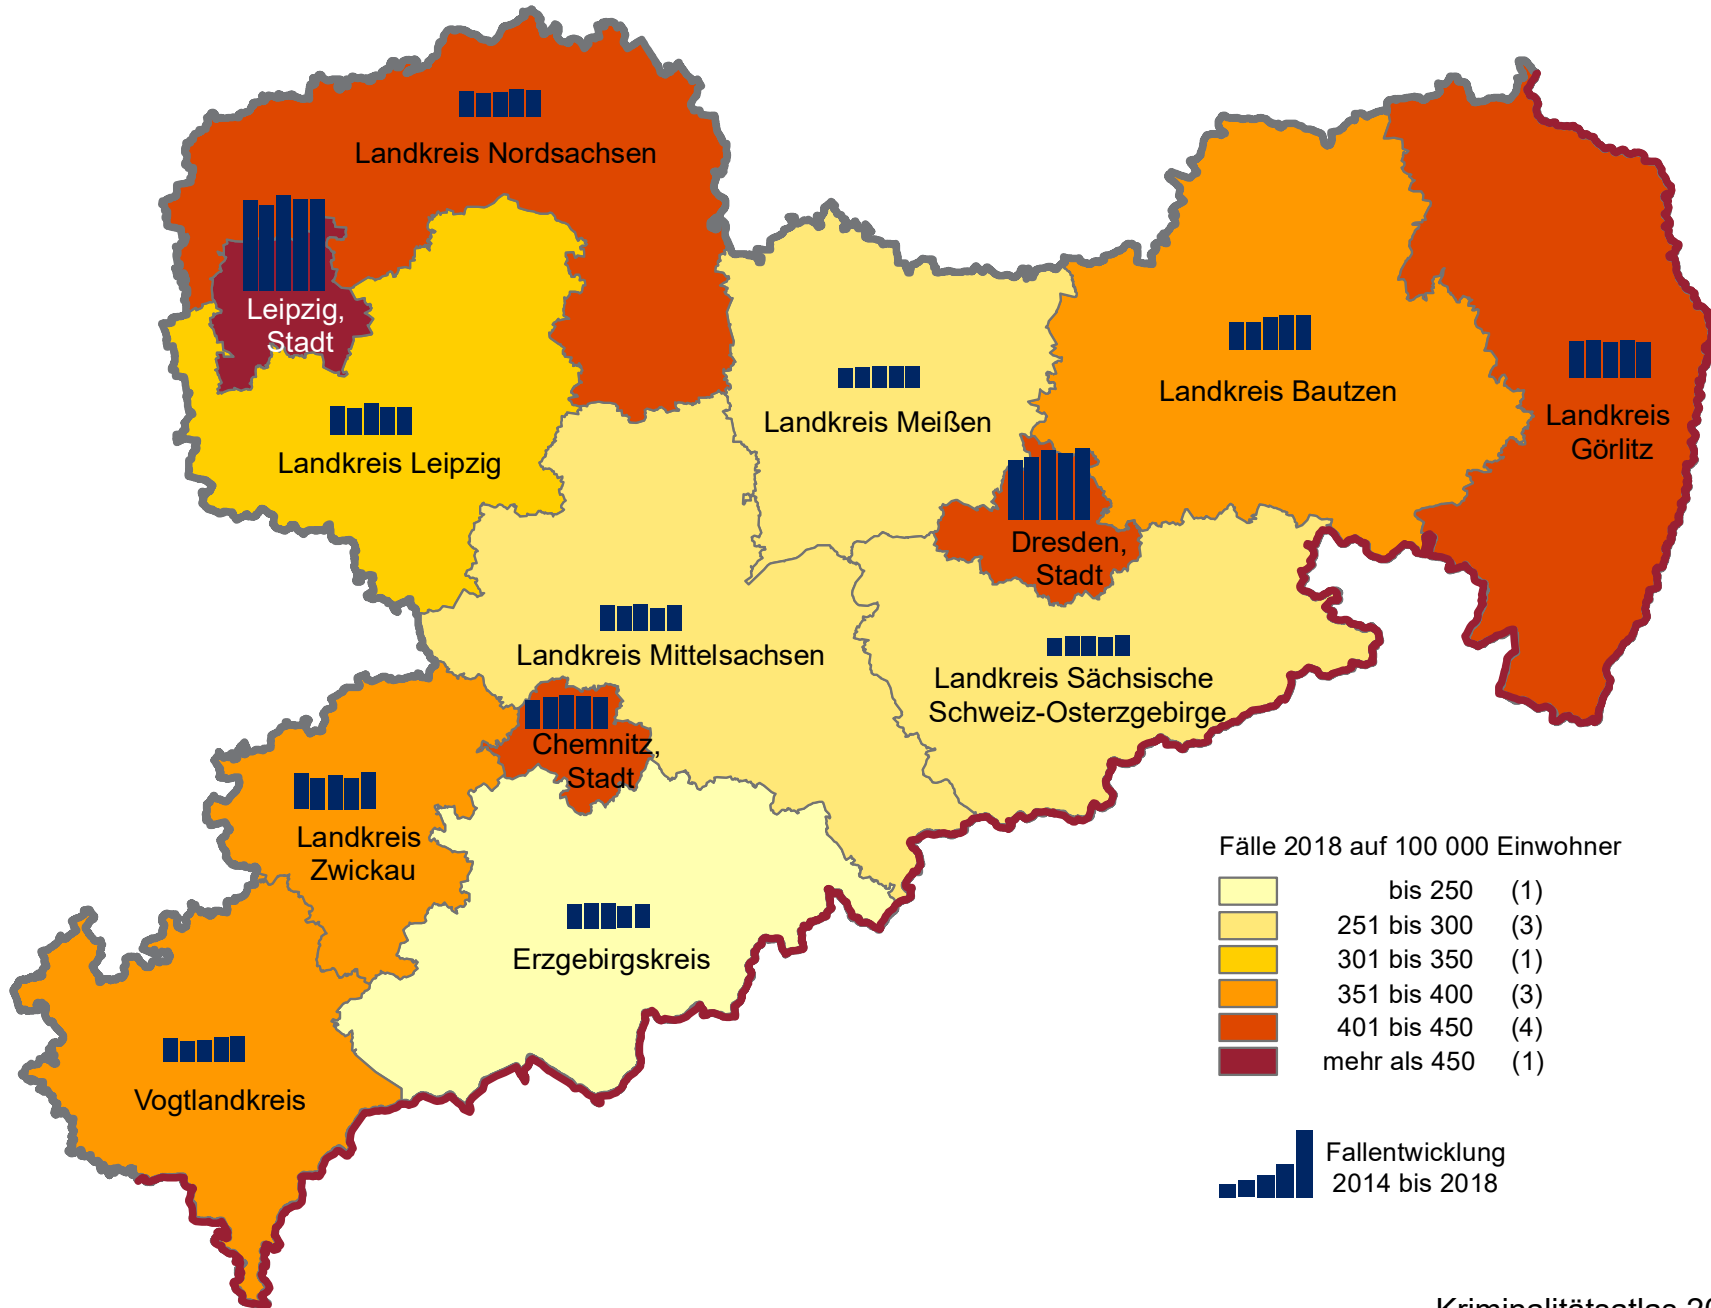 Landkreis Nordsachsen
Leipzig,
Stadt
Landkreis Leipzig
Landkreis Meißen
Landkreis Bautzen
Landkreis
Görlitz
Dresden,
Stadt
Landkreis Mittelsachsen
Landkreis Sächsische
Schweiz-Osterzgebirge
Chemnitz,
Stadt
Landkreis
Zwickau
Erzgebirgskreis
Vogtlandkreis
Fälle 2018 auf 100 000 Einwohner
bis 250 (1)
251 bis 300 (3)
301 bis 350 (1)
351 bis 400 (3)
401 bis 450 (4)
mehr als 450 (1)
Fallentwicklung
2014 bis 2018
Kriminalitätsatlas